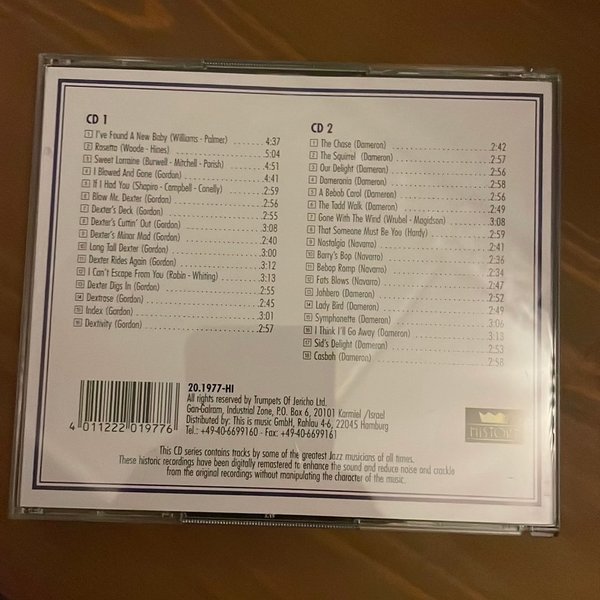 CD 1
1 I've Found A New Baby (Williams - Palmer) 4:37
2 Rosetta (Woode - Hines) 5:04
3 Sweet Lorraine (Burwell - Mitchell - Parish) 4:51
4 I Blowed And Gone (Gordon) 4:41
5 If I Had You (Shapiro - Campbell - Conelly) 2:59
6 Blow Mr. Dexter (Gordon) 2:56
7 Dexter's Deck (Gordon) 2:55
8 Dexter's Cuttin' Out (Gordon) 3:08
9 Dexter's Minor Mad (Gordon) 2:40
10 Long Tall Dexter (Gordon) 3:00
11 Dexter Rides Again (Gordon) 3:12
12 I Can't Escape From You (Robin - Whiting) 3:13
13 Dexter Digs In (Gordon) 2:55
14 Dextrase (Gordon) 2:45
15 Index (Gordon) 3:01
16 Dextivity (Gordon) 2:57
CD 2
1 The Chase (Dameron) 2:42
2 The Squirrel (Dameron) 2:57
3 Our Delight (Dameron) 2:56
4 Dameronia (Dameron) 2:58
5 A Bebob Carol (Dameron) 2:56
6 The Tadd Walk (Dameron) 2:49
7 Gone With The Wind (Wrubel - Magidson) 3:08
8 That Someone Must Be You (Hardy) 2:59
9 Nostalgia (Navarro) 2:41
10 Barry's Bop (Navarro) 2:36
11 Bebop Romp (Navarro) 2:34
12 Fats Blows (Navarro) 2:47
13 Jahbero (Dameron) 2:52
14 Lady Bird (Dameron) 2:49
15 Symphonette (Dameron) 3:06
16 I Think I'll Go Away (Dameron) 3:13
17 Sid's Delight (Dameron) 2:53
18 Casbah (Dameron) 2:58
4 011222 019776
20.1977-HI
All rights reserved by Trumpets Of Jericho Ltd.
Gan-Gairam, Industrial Zone, P.O. Box 6, 20101 Karmiel /Israel
Distributed by: This is music GmbH, Rahlau 4-6, 22045 Hamburg
Tel.: +49-40-6699160 - Fax: +49-40-6699161
HISTORY
This CD series contains tracks by some of the greatest Jazz musicians of all times.
These historic recordings have been digitally remastered to enhance the sound and reduce noise and crackle
from the original recordings without manipulating the character of the music.